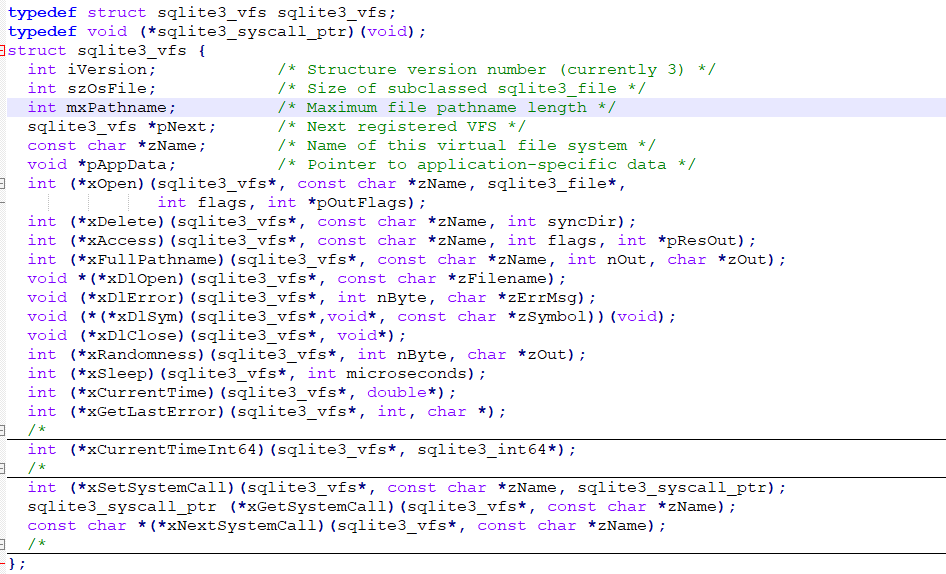 typedef struct sqlite3_vfs sqlite3_vfs;
typedef void (*sqlite3_syscall_ptr)(void);
struct sqlite3_vfs {
  int iVersion;            /* Structure version number (currently 3) */
  int szOsFile;            /* Size of subclassed sqlite3_file */
  int mxPathname;          /* Maximum file pathname length */
  sqlite3_vfs *pNext;      /* Next registered VFS */
  const char *zName;       /* Name of this virtual file system */
  void *pAppData;          /* Pointer to application-specific data */
  int (*xOpen)(sqlite3_vfs*, const char *zName, sqlite3_file*,
               int flags, int *pOutFlags);
  int (*xDelete)(sqlite3_vfs*, const char *zName, int syncDir);
  int (*xAccess)(sqlite3_vfs*, const char *zName, int flags, int *pResOut);
  int (*xFullPathname)(sqlite3_vfs*, const char *zName, int nOut, char *zOut);
  void *(*xDlOpen)(sqlite3_vfs*, const char *zFilename);
  void (*xDlError)(sqlite3_vfs*, int nByte, char *zErrMsg);
  void (*(*xDlSym)(sqlite3_vfs*,void*, const char *zSymbol))(void);
  void (*xDlClose)(sqlite3_vfs*, void*);
  int (*xRandomness)(sqlite3_vfs*, int nByte, char *zOut);
  int (*xSleep)(sqlite3_vfs*, int microseconds);
  int (*xCurrentTime)(sqlite3_vfs*, double*);
  int (*xGetLastError)(sqlite3_vfs*, int, char *);
  /*
  int (*xCurrentTimeInt64)(sqlite3_vfs*, sqlite3_int64*);
  /*
  int (*xSetSystemCall)(sqlite3_vfs*, const char *zName, sqlite3_syscall_ptr);
  sqlite3_syscall_ptr (*xGetSystemCall)(sqlite3_vfs*, const char *zName);
  const char *(*xNextSystemCall)(sqlite3_vfs*, const char *zName);
  /*
};